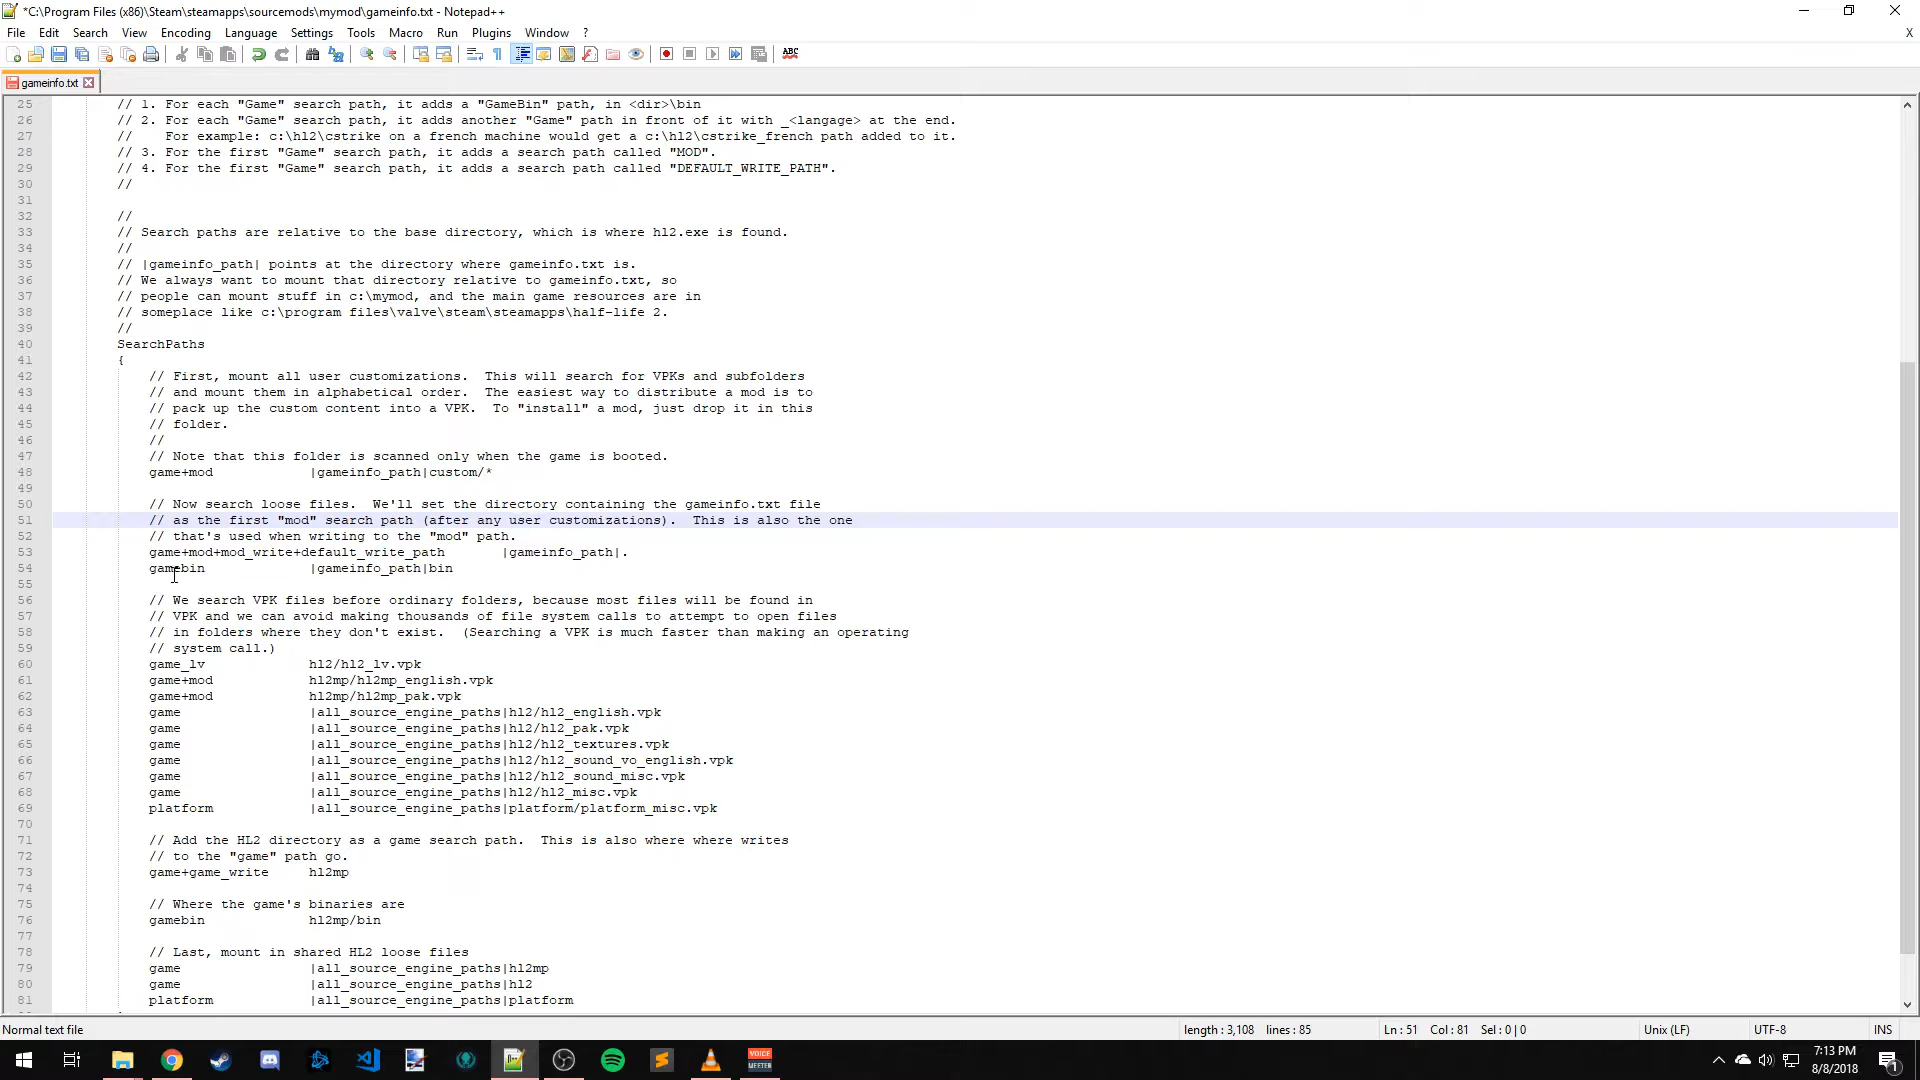 *C:\Program Files (x86)\Steam\steamapps\sourcemods\mymod\gameinfo.txt - Notepad++
File Edit Search View Encoding Language Settings Tools Macro Run Plugins Window ? X
gameinfo.txt
25 // 1. For each "Game" search path, it adds a "GameBin" path, in <dir>\bin
26 // 2. For each "Game" search path, it adds another "Game" path in front of it with _<langage> at the end.
27 //    For example: c:\hl2\cstrike on a french machine would get a c:\hl2\cstrike_french path added to it.
28 // 3. For the first "Game" search path, it adds a search path called "MOD".
29 // 4. For the first "Game" search path, it adds a search path called "DEFAULT_WRITE_PATH".
30 //
31
32 //
33 // Search paths are relative to the base directory, which is where hl2.exe is found.
34 //
35 // |gameinfo_path| points at the directory where gameinfo.txt is.
36 // We always want to mount that directory relative to gameinfo.txt, so
37 // people can mount stuff in c:\mymod, and the main game resources are in
38 // someplace like c:\program files\valve\steam\steamapps\half-life 2.
39 //
40 SearchPaths
41 {
42 // First, mount all user customizations.  This will search for VPKs and subfolders
43 // and mount them in alphabetical order.  The easiest way to distribute a mod is to
44 // pack up the custom content into a VPK.  To "install" a mod, just drop it in this
45 // folder.
46 //
47 // Note that this folder is scanned only when the game is booted.
48 game+mod |gameinfo_path|custom/*
49
50 // Now search loose files.  We'll set the directory containing the gameinfo.txt file
51 // as the first "mod" search path (after any user customizations).  This is also the one
52 // that's used when writing to the "mod" path.
53 game+mod+mod_write+default_write_path |gameinfo_path|.
54 gamebin |gameinfo_path|bin
55
56 // We search VPK files before ordinary folders, because most files will be found in
57 // VPK and we can avoid making thousands of file system calls to attempt to open files
58 // in folders where they don't exist.  (Searching a VPK is much faster than making an operating
59 // system call.)
60 game_lv hl2/hl2_lv.vpk
61 game+mod hl2mp/hl2mp_english.vpk
62 game+mod hl2mp/hl2mp_pak.vpk
63 game |all_source_engine_paths|hl2/hl2_english.vpk
64 game |all_source_engine_paths|hl2/hl2_pak.vpk
65 game |all_source_engine_paths|hl2/hl2_textures.vpk
66 game |all_source_engine_paths|hl2/hl2_sound_vo_english.vpk
67 game |all_source_engine_paths|hl2/hl2_sound_misc.vpk
68 game |all_source_engine_paths|hl2/hl2_misc.vpk
69 platform |all_source_engine_paths|platform/platform_misc.vpk
70
71 // Add the HL2 directory as a game search path.  This is also where where writes
72 // to the "game" path go.
73 game+game_write hl2mp
74
75 // Where the game's binaries are
76 gamebin hl2mp/bin
77
78 // Last, mount in shared HL2 loose files
79 game |all_source_engine_paths|hl2mp
80 game |all_source_engine_paths|hl2
81 platform |all_source_engine_paths|platform
Normal text file length : 3,108 lines : 85 Ln : 51 Col : 81 Sel : 0 | 0 Unix (LF) UTF-8 INS
VOICE
MEETER
7:13 PM
8/8/2018
1